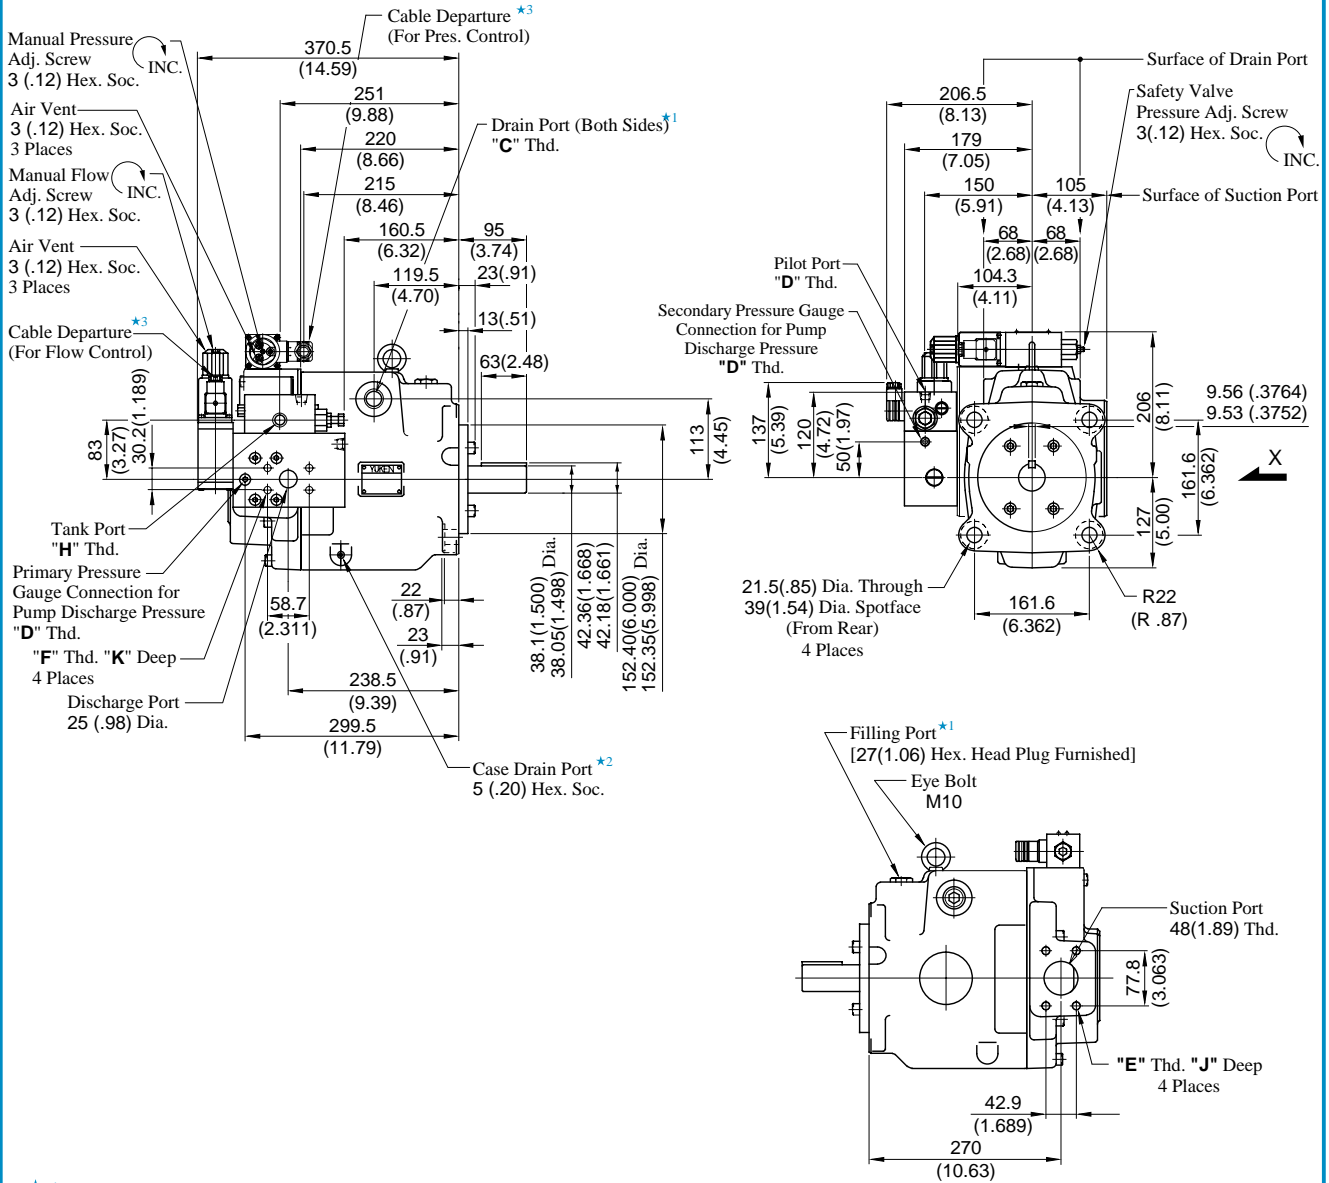 Cable Departure ★3
(For Pres. Control)
Manual Pressure
Adj. Screw
3 (.12) Hex. Soc.
INC.
370.5
(14.59)
Air Vent
3 (.12) Hex. Soc.
3 Places
251
(9.88)
Drain Port (Both Sides)★1
"C" Thd.
220
(8.66)
Manual Flow
Adj. Screw
3 (.12) Hex. Soc.
INC.
215
(8.46)
Air Vent
3 (.12) Hex. Soc.
3 Places
160.5
(6.32)
95
(3.74)
119.5
(4.70)
23(.91)
13(.51)
Cable Departure★3
(For Flow Control)
63(2.48)
83
(3.27)
30.2(1.189)
113
(4.45)
YUKEN
Tank Port
"H" Thd.
Primary Pressure
Gauge Connection for
Pump Discharge Pressure
"D" Thd.
58.7
(2.311)
22
(.87)
23
(.91)
38.1(1.500)
38.05(1.498) Dia.
42.36(1.668)
42.18(1.661)
152.40(6.000)
152.35(5.998) Dia.
"F" Thd. "K" Deep
4 Places
Discharge Port
25 (.98) Dia.
238.5
(9.39)
299.5
(11.79)
Case Drain Port ★2
5 (.20) Hex. Soc.
Surface of Drain Port
206.5
(8.13)
Safety Valve
Pressure Adj. Screw
3(.12) Hex. Soc.
INC.
179
(7.05)
150
(5.91)
105
(4.13)
Surface of Suction Port
68
(2.68)
68
(2.68)
Pilot Port
"D" Thd.
104.3
(4.11)
Secondary Pressure Gauge
Connection for Pump
Discharge Pressure
"D" Thd.
137
(5.39)
120
(4.72)
50(1.97)
206
(8.11)
9.56 (.3764)
9.53 (.3752)
161.6
(6.362)
X
127
(5.00)
21.5(.85) Dia. Through
39(1.54) Dia. Spotface
(From Rear)
4 Places
161.6
(6.362)
R22
(R .87)
Filling Port★1
[27(1.06) Hex. Head Plug Furnished]
Eye Bolt
M10
Suction Port
48(1.89) Thd.
77.8
(3.063)
"E" Thd. "J" Deep
4 Places
42.9
(1.689)
270
(10.63)